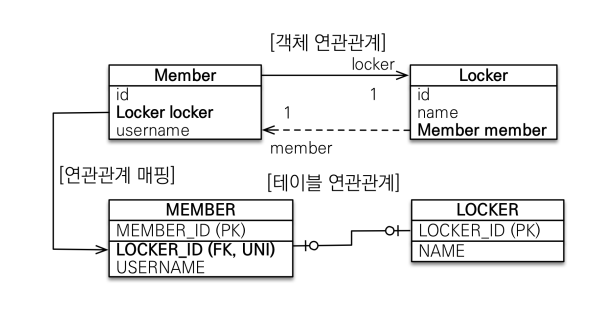 [객체 연관관계]
locker
Member
Locker
id
Locker locker
username
1
1
id
name
Member member
member
[연관관계 매핑]
[테이블 연관관계]
MEMBER
MEMBER_ID (PK)
LOCKER_ID (FK, UNI)
USERNAME
LOCKER
LOCKER_ID (PK)
NAME